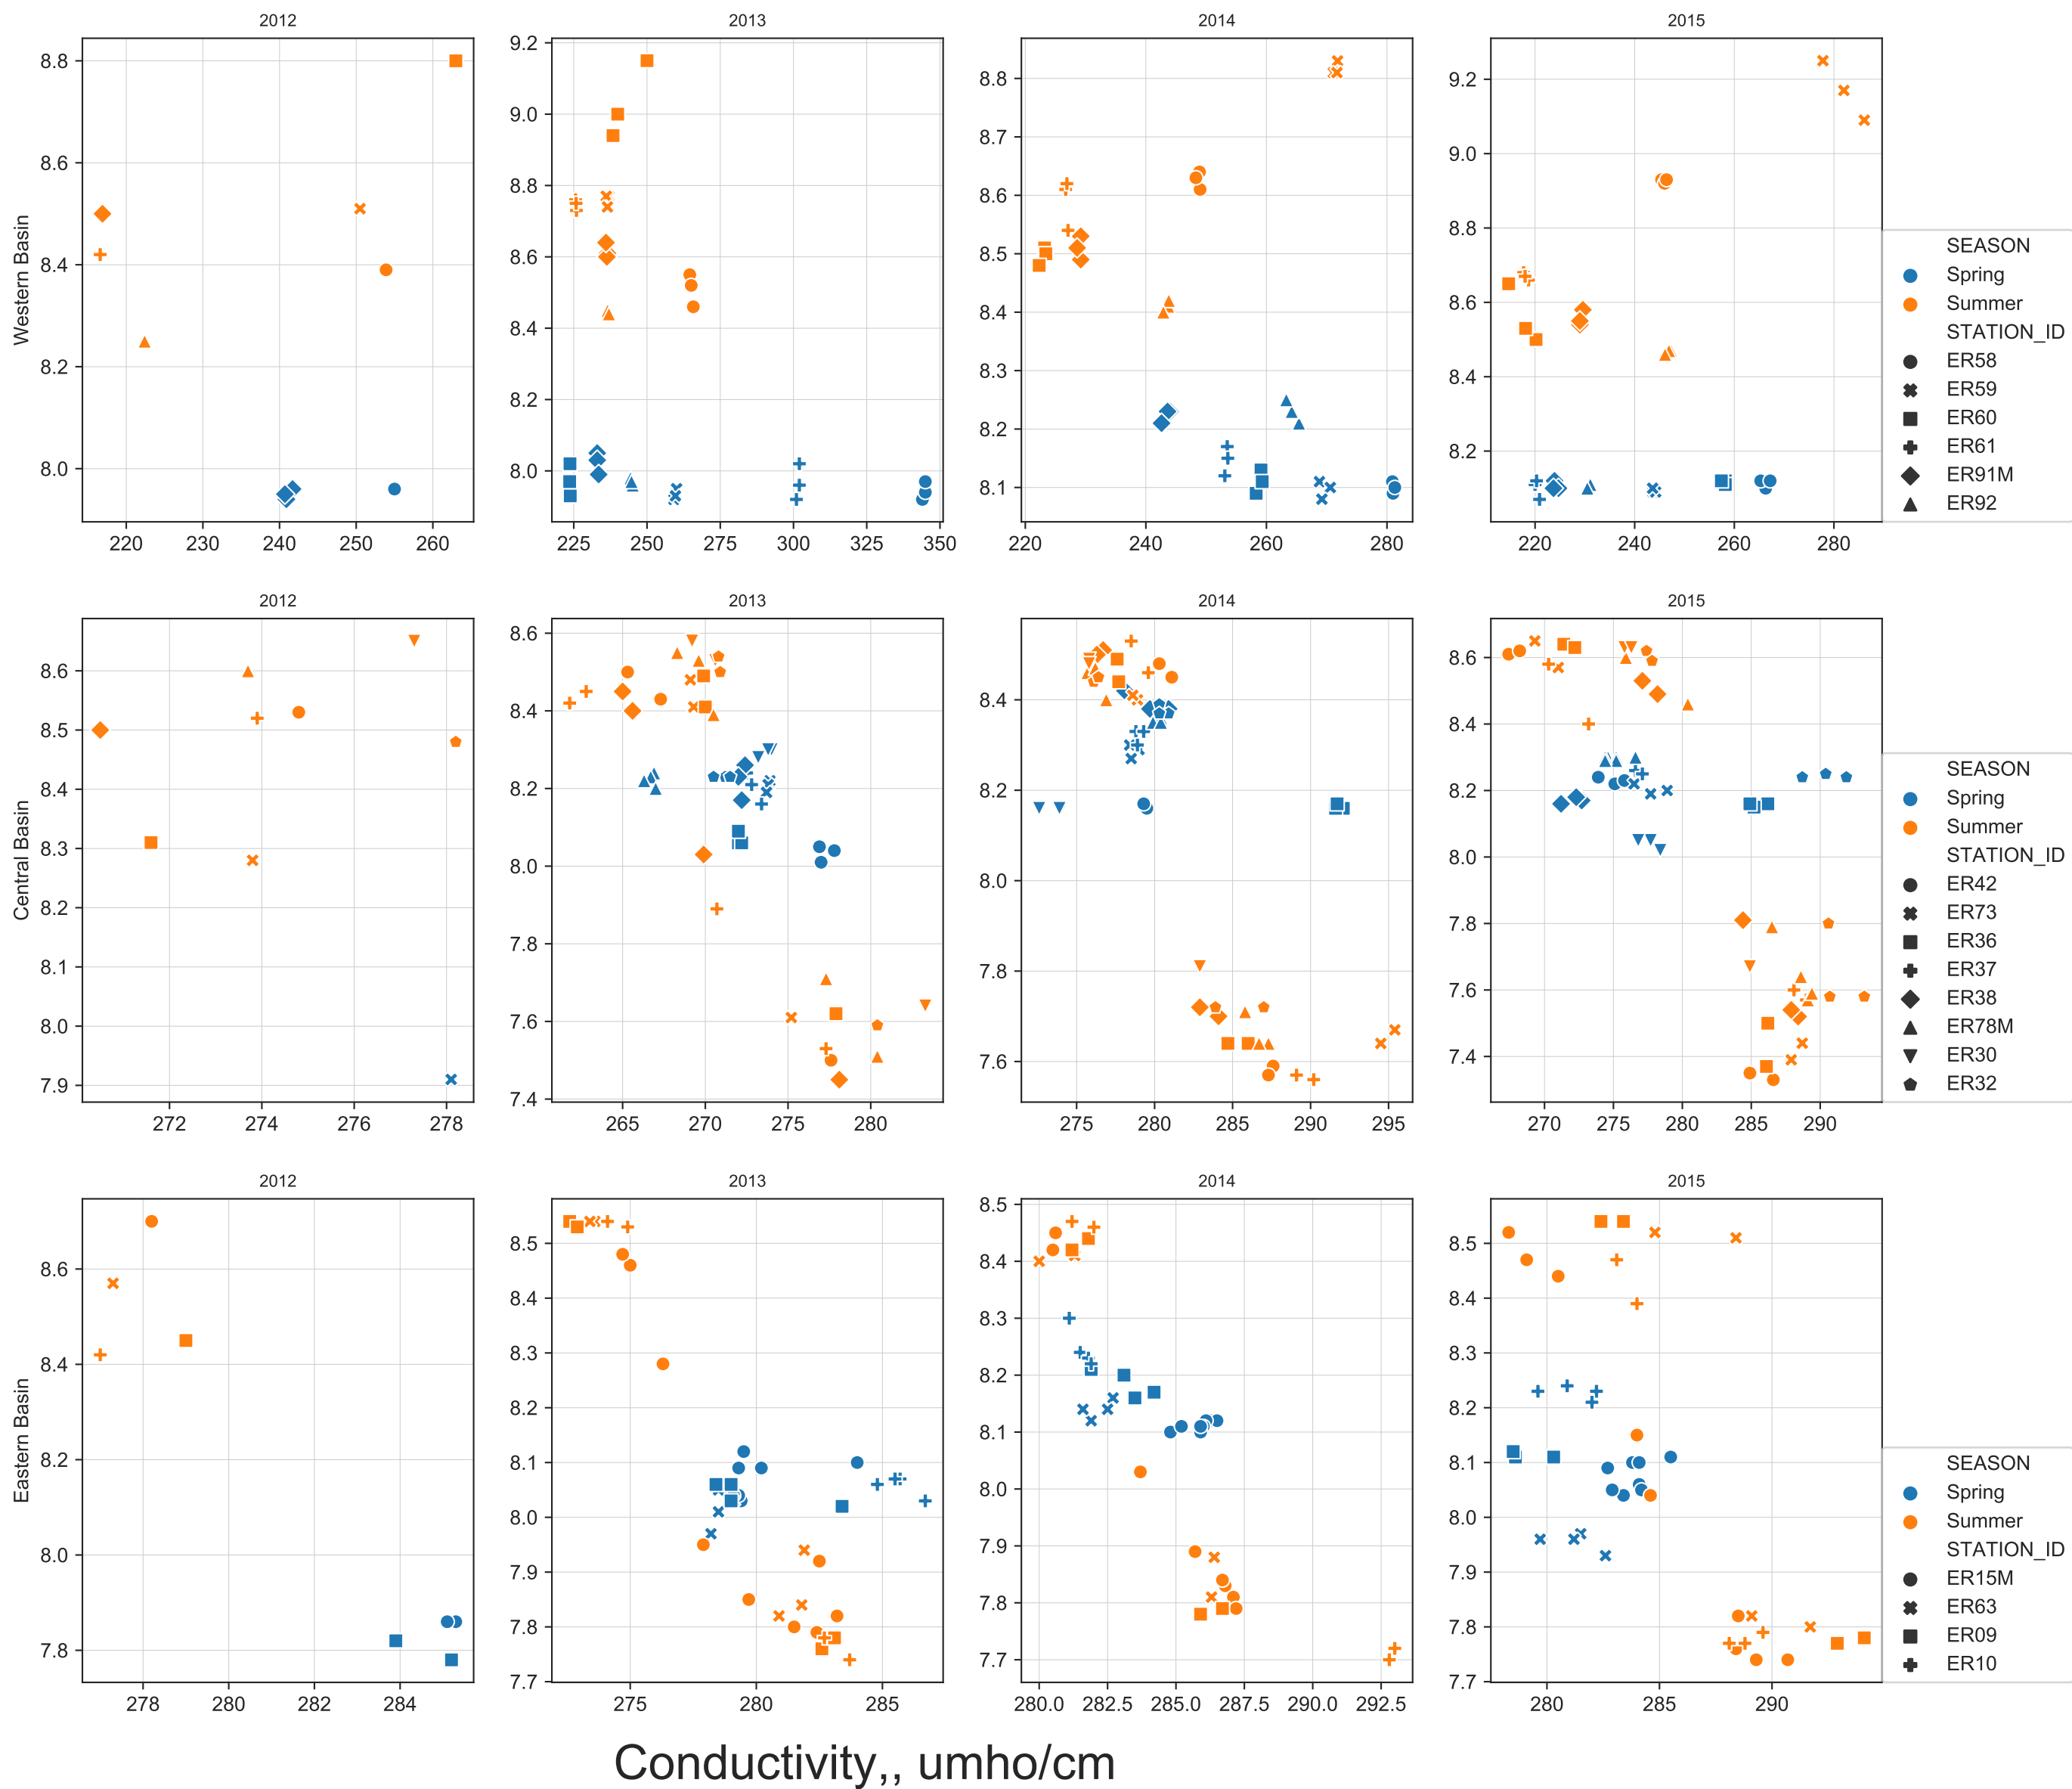 2012 2013 2014 2015
Western Basin
8.8 8.6 8.4 8.2 8.0
220 230 240 250 260
9.2 9.0 8.8 8.6 8.4 8.2 8.0
225 250 275 300 325 350
8.8 8.7 8.6 8.5 8.4 8.3 8.2 8.1
220 240 260 280
9.2 9.0 8.8 8.6 8.4 8.2
220 240 260 280
SEASON
Spring
Summer
STATION_ID
ER58
ER59
ER60
ER61
ER91M
ER92
2012 2013 2014 2015
Central Basin
8.6 8.5 8.4 8.3 8.2 8.1 8.0 7.9
272 274 276 278
8.6 8.4 8.2 8.0 7.8 7.6 7.4
265 270 275 280
8.4 8.2 8.0 7.8 7.6
275 280 285 290 295
8.6 8.4 8.2 8.0 7.8 7.6 7.4
270 275 280 285 290
SEASON
Spring
Summer
STATION_ID
ER42
ER73
ER36
ER37
ER38
ER78M
ER30
ER32
2012 2013 2014 2015
Eastern Basin
8.6 8.4 8.2 8.0 7.8
278 280 282 284
8.5 8.4 8.3 8.2 8.1 8.0 7.9 7.8 7.7
275 280 285
8.5 8.4 8.3 8.2 8.1 8.0 7.9 7.8 7.7
280.0 282.5 285.0 287.5 290.0 292.5
8.5 8.4 8.3 8.2 8.1 8.0 7.9 7.8 7.7
280 285 290
SEASON
Spring
Summer
STATION_ID
ER15M
ER63
ER09
ER10
Conductivity,, umho/cm